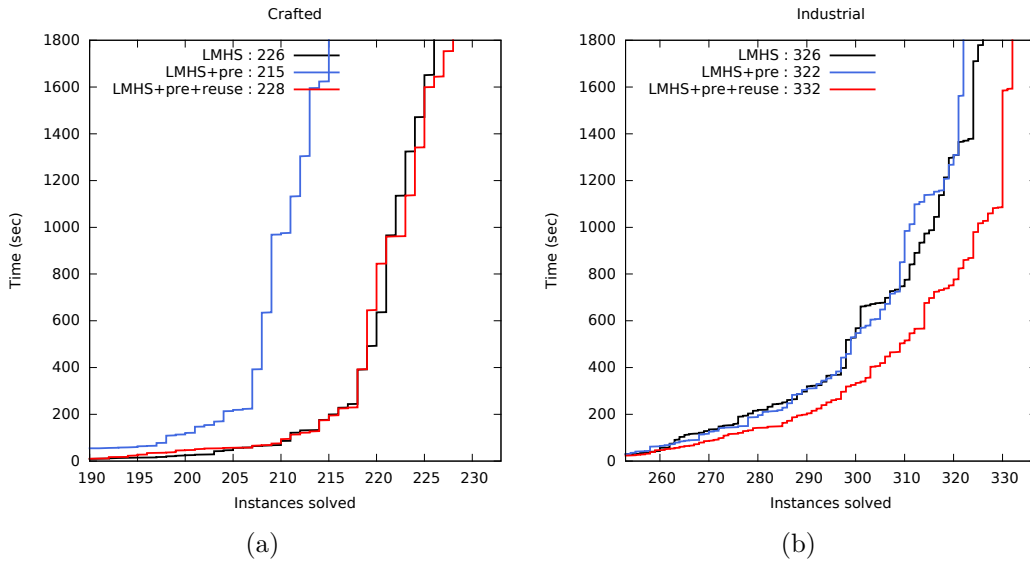 Crafted
1800
1600
1400
1200
1000
800
600
400
200
0
Time (sec)
LMHS : 226
LMHS+pre : 215
LMHS+pre+reuse : 228
190 195 200 205 210 215 220 225 230
Instances solved
(a)
Industrial
1800
1600
1400
1200
1000
800
600
400
200
0
Time (sec)
LMHS : 326
LMHS+pre : 322
LMHS+pre+reuse : 332
260 270 280 290 300 310 320 330
Instances solved
(b)